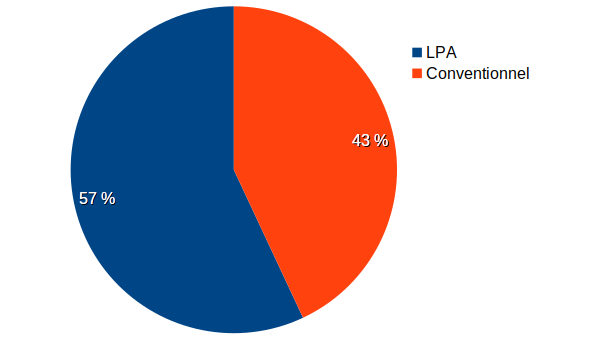 LPA
Conventionnel
43 %
57 %